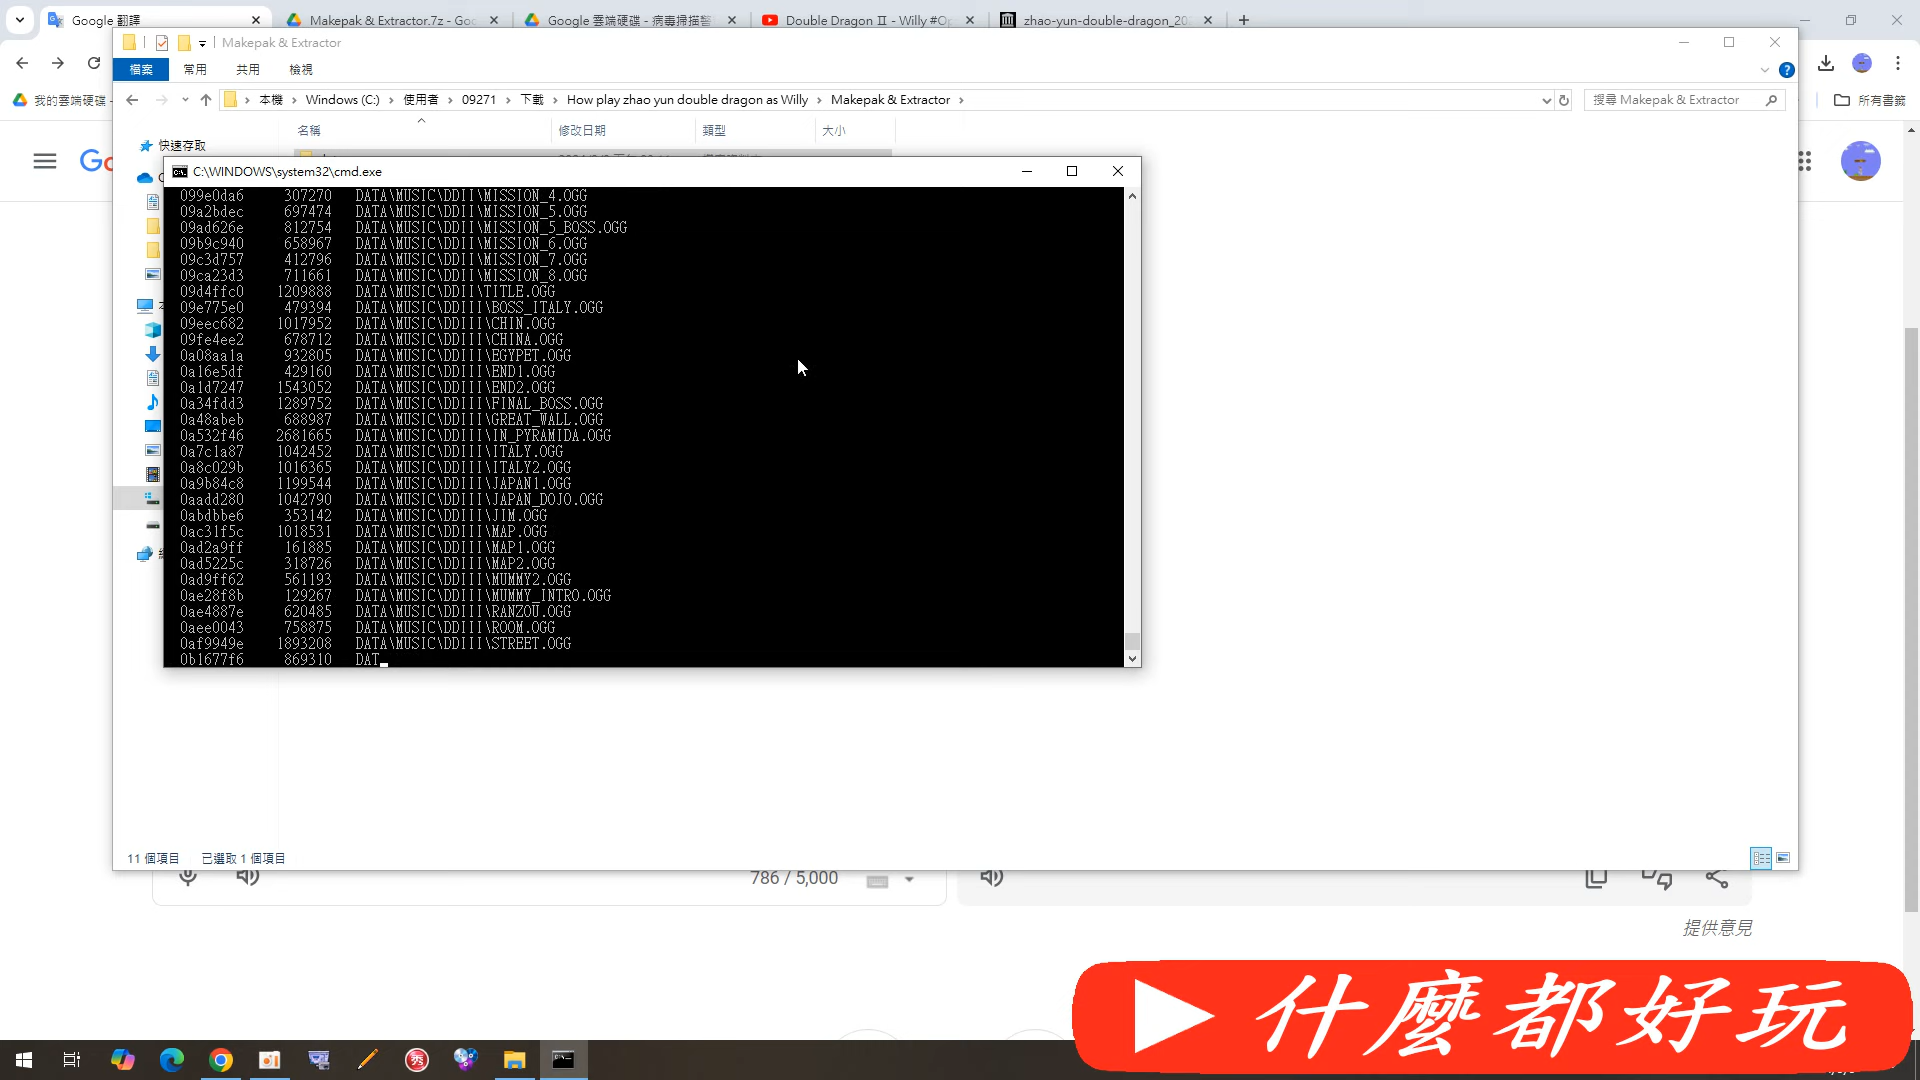 Google 翻譯
Makepak & Extractor.7z - Goo
Google 雲端硬碟 - 病毒掃描警
Double Dragon Ⅱ - Willy #Op
zhao-yun-double-dragon_20
Makepak & Extractor
檔案
常用
共用
檢視
我的雲端硬碟
本機
Windows (C:)
使用者
09271
下載
How play zhao yun double dragon as Willy
Makepak & Extractor
搜尋 Makepak & Extractor
所有書籤
名稱
修改日期
類型
大小
快速存取
C:\WINDOWS\system32\cmd.exe
099e0da6 307270 DATA\MUSIC\DDII\MISSION_4.OGG
09a2bdec 697474 DATA\MUSIC\DDII\MISSION_5.OGG
09ad626e 812754 DATA\MUSIC\DDII\MISSION_5_BOSS.OGG
09b9c940 658967 DATA\MUSIC\DDII\MISSION_6.OGG
09c3d757 412796 DATA\MUSIC\DDII\MISSION_7.OGG
09ca23d3 711661 DATA\MUSIC\DDII\MISSION_8.OGG
09d4ffc0 1209888 DATA\MUSIC\DDII\TITLE.OGG
09e775e0 479394 DATA\MUSIC\DDIII\BOSS_ITALY.OGG
09eec682 1017952 DATA\MUSIC\DDIII\CHIN.OGG
09fe4ee2 678712 DATA\MUSIC\DDIII\CHINA.OGG
0a08aa1a 932805 DATA\MUSIC\DDIII\EGYPET.OGG
0a16e5df 429160 DATA\MUSIC\DDIII\END1.OGG
0a1d7247 1543052 DATA\MUSIC\DDIII\END2.OGG
0a34fdd3 1289752 DATA\MUSIC\DDIII\FINAL_BOSS.OGG
0a48abeb 688987 DATA\MUSIC\DDIII\GREAT_WALL.OGG
0a532f46 2681665 DATA\MUSIC\DDIII\IN_PYRAMIDA.OGG
0a7c1a87 1042452 DATA\MUSIC\DDIII\ITALY.OGG
0a8c029b 1016365 DATA\MUSIC\DDIII\ITALY2.OGG
0a9b84c8 1199544 DATA\MUSIC\DDIII\JAPAN1.OGG
0aadd280 1042790 DATA\MUSIC\DDIII\JAPAN_DOJO.OGG
0abdbbe6 353142 DATA\MUSIC\DDIII\JIM.OGG
0ac31f5c 1018531 DATA\MUSIC\DDIII\MAP.OGG
0ad2a9ff 161885 DATA\MUSIC\DDIII\MAP1.OGG
0ad5225c 318726 DATA\MUSIC\DDIII\MAP2.OGG
0ad9ff62 561193 DATA\MUSIC\DDIII\MUMMY2.OGG
0ae28f8b 129267 DATA\MUSIC\DDIII\MUMMY_INTRO.OGG
0ae4887e 620485 DATA\MUSIC\DDIII\RANZOU.OGG
0aee0043 758875 DATA\MUSIC\DDIII\ROOM.OGG
0af9949e 1893208 DATA\MUSIC\DDIII\STREET.OGG
0b1677f6 869310 DAT
11 個項目
已選取 1 個項目
786 / 5,000
提供意見
什麼都好玩